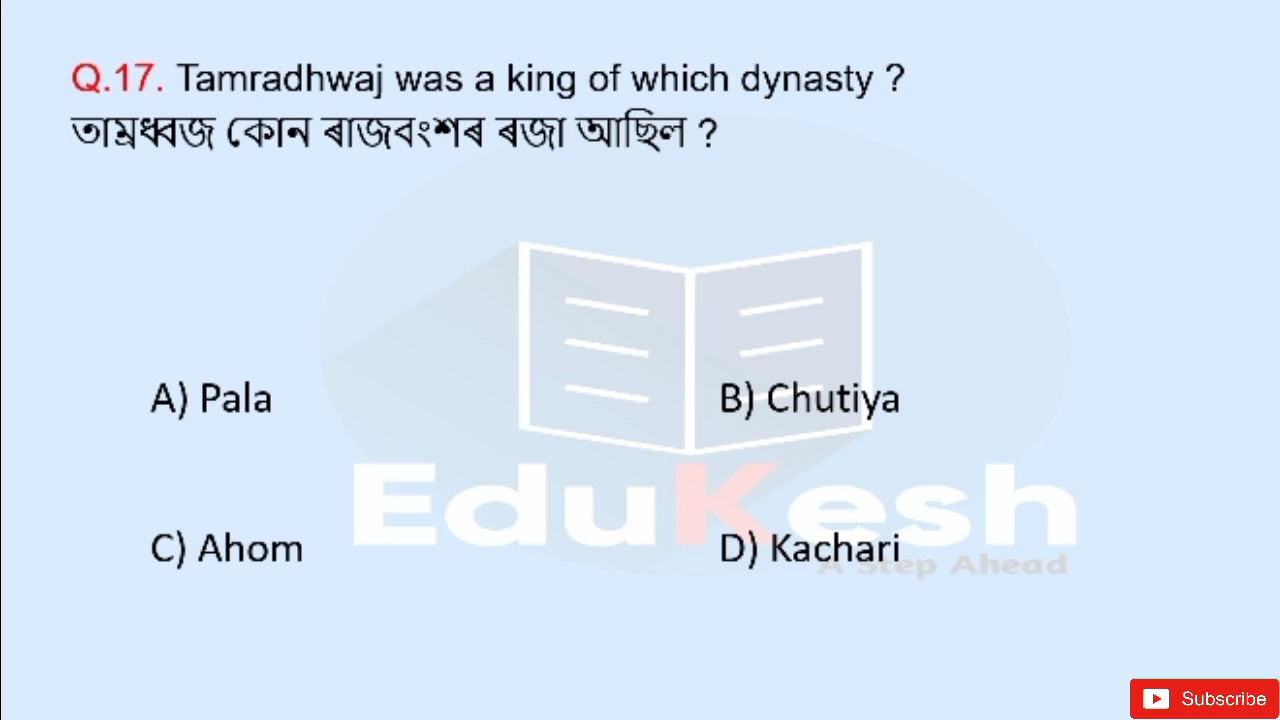 Q.17. Tamradhwaj was a king of which dynasty ?
তাম্ৰধ্বজ কোন ৰাজবংশৰ ৰজা আছিল ?
A) Pala
B) Chutiya
C) Ahom
D) Kachari
EduKesh
A Step Ahead
Subscribe